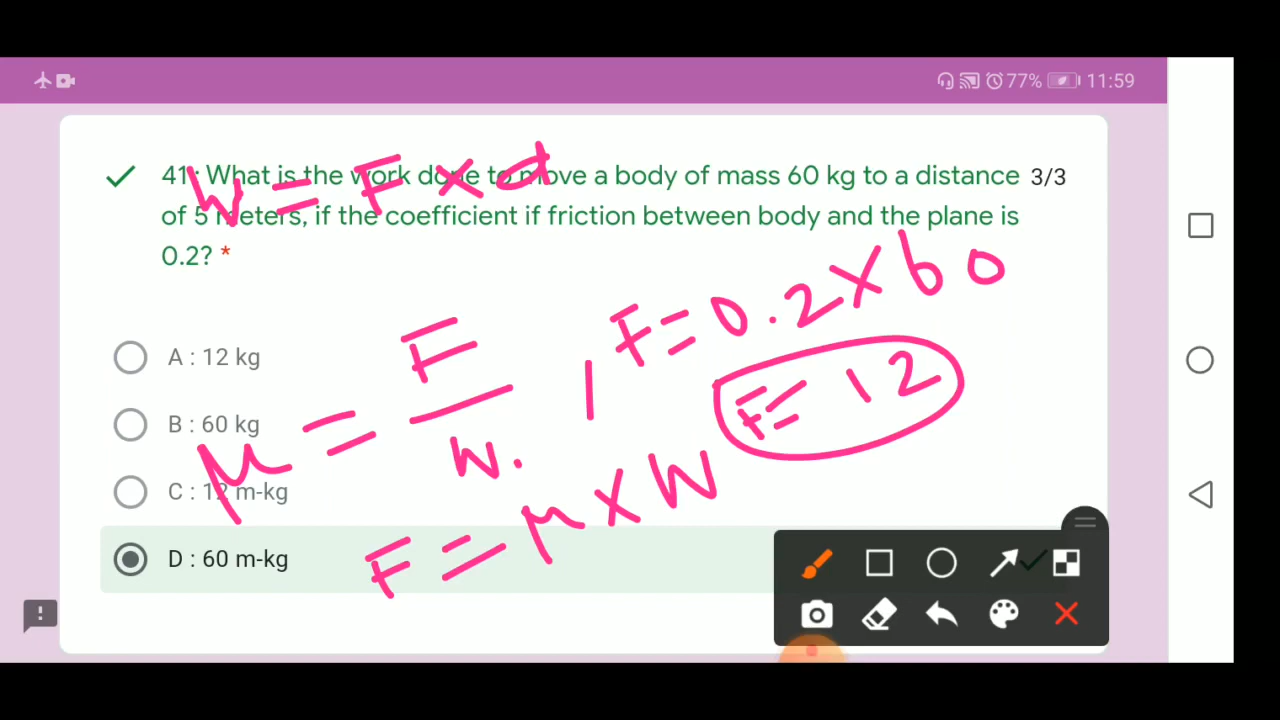 77% 11:59
41: What is the work done to move a body of mass 60 kg to a distance 3/3
of 5 meters, if the coefficient if friction between body and the plane is
0.2? *
W = F × d
A : 12 kg
B : 60 kg
C : 12 m-kg
D : 60 m-kg
μ = F / W. , F = 0.2 × 60
F = 12
F = μ × W